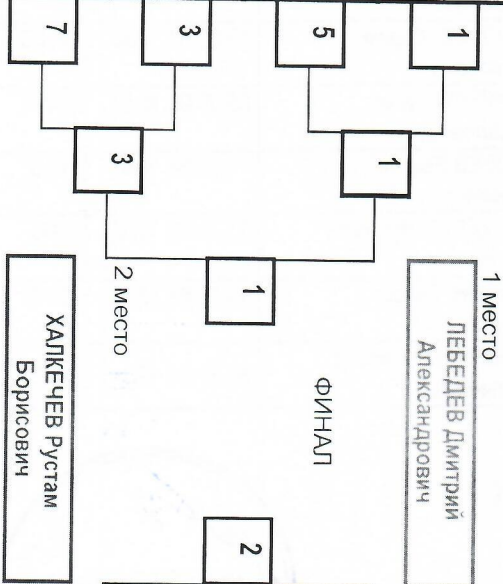 1 место
1
ЛЕБЕДЕВ Дмитрий
Александрович
1
5
ФИНАЛ
1
2
3
3
2 место
7
ХАЛКЕЧЕВ Рустам
Борисович